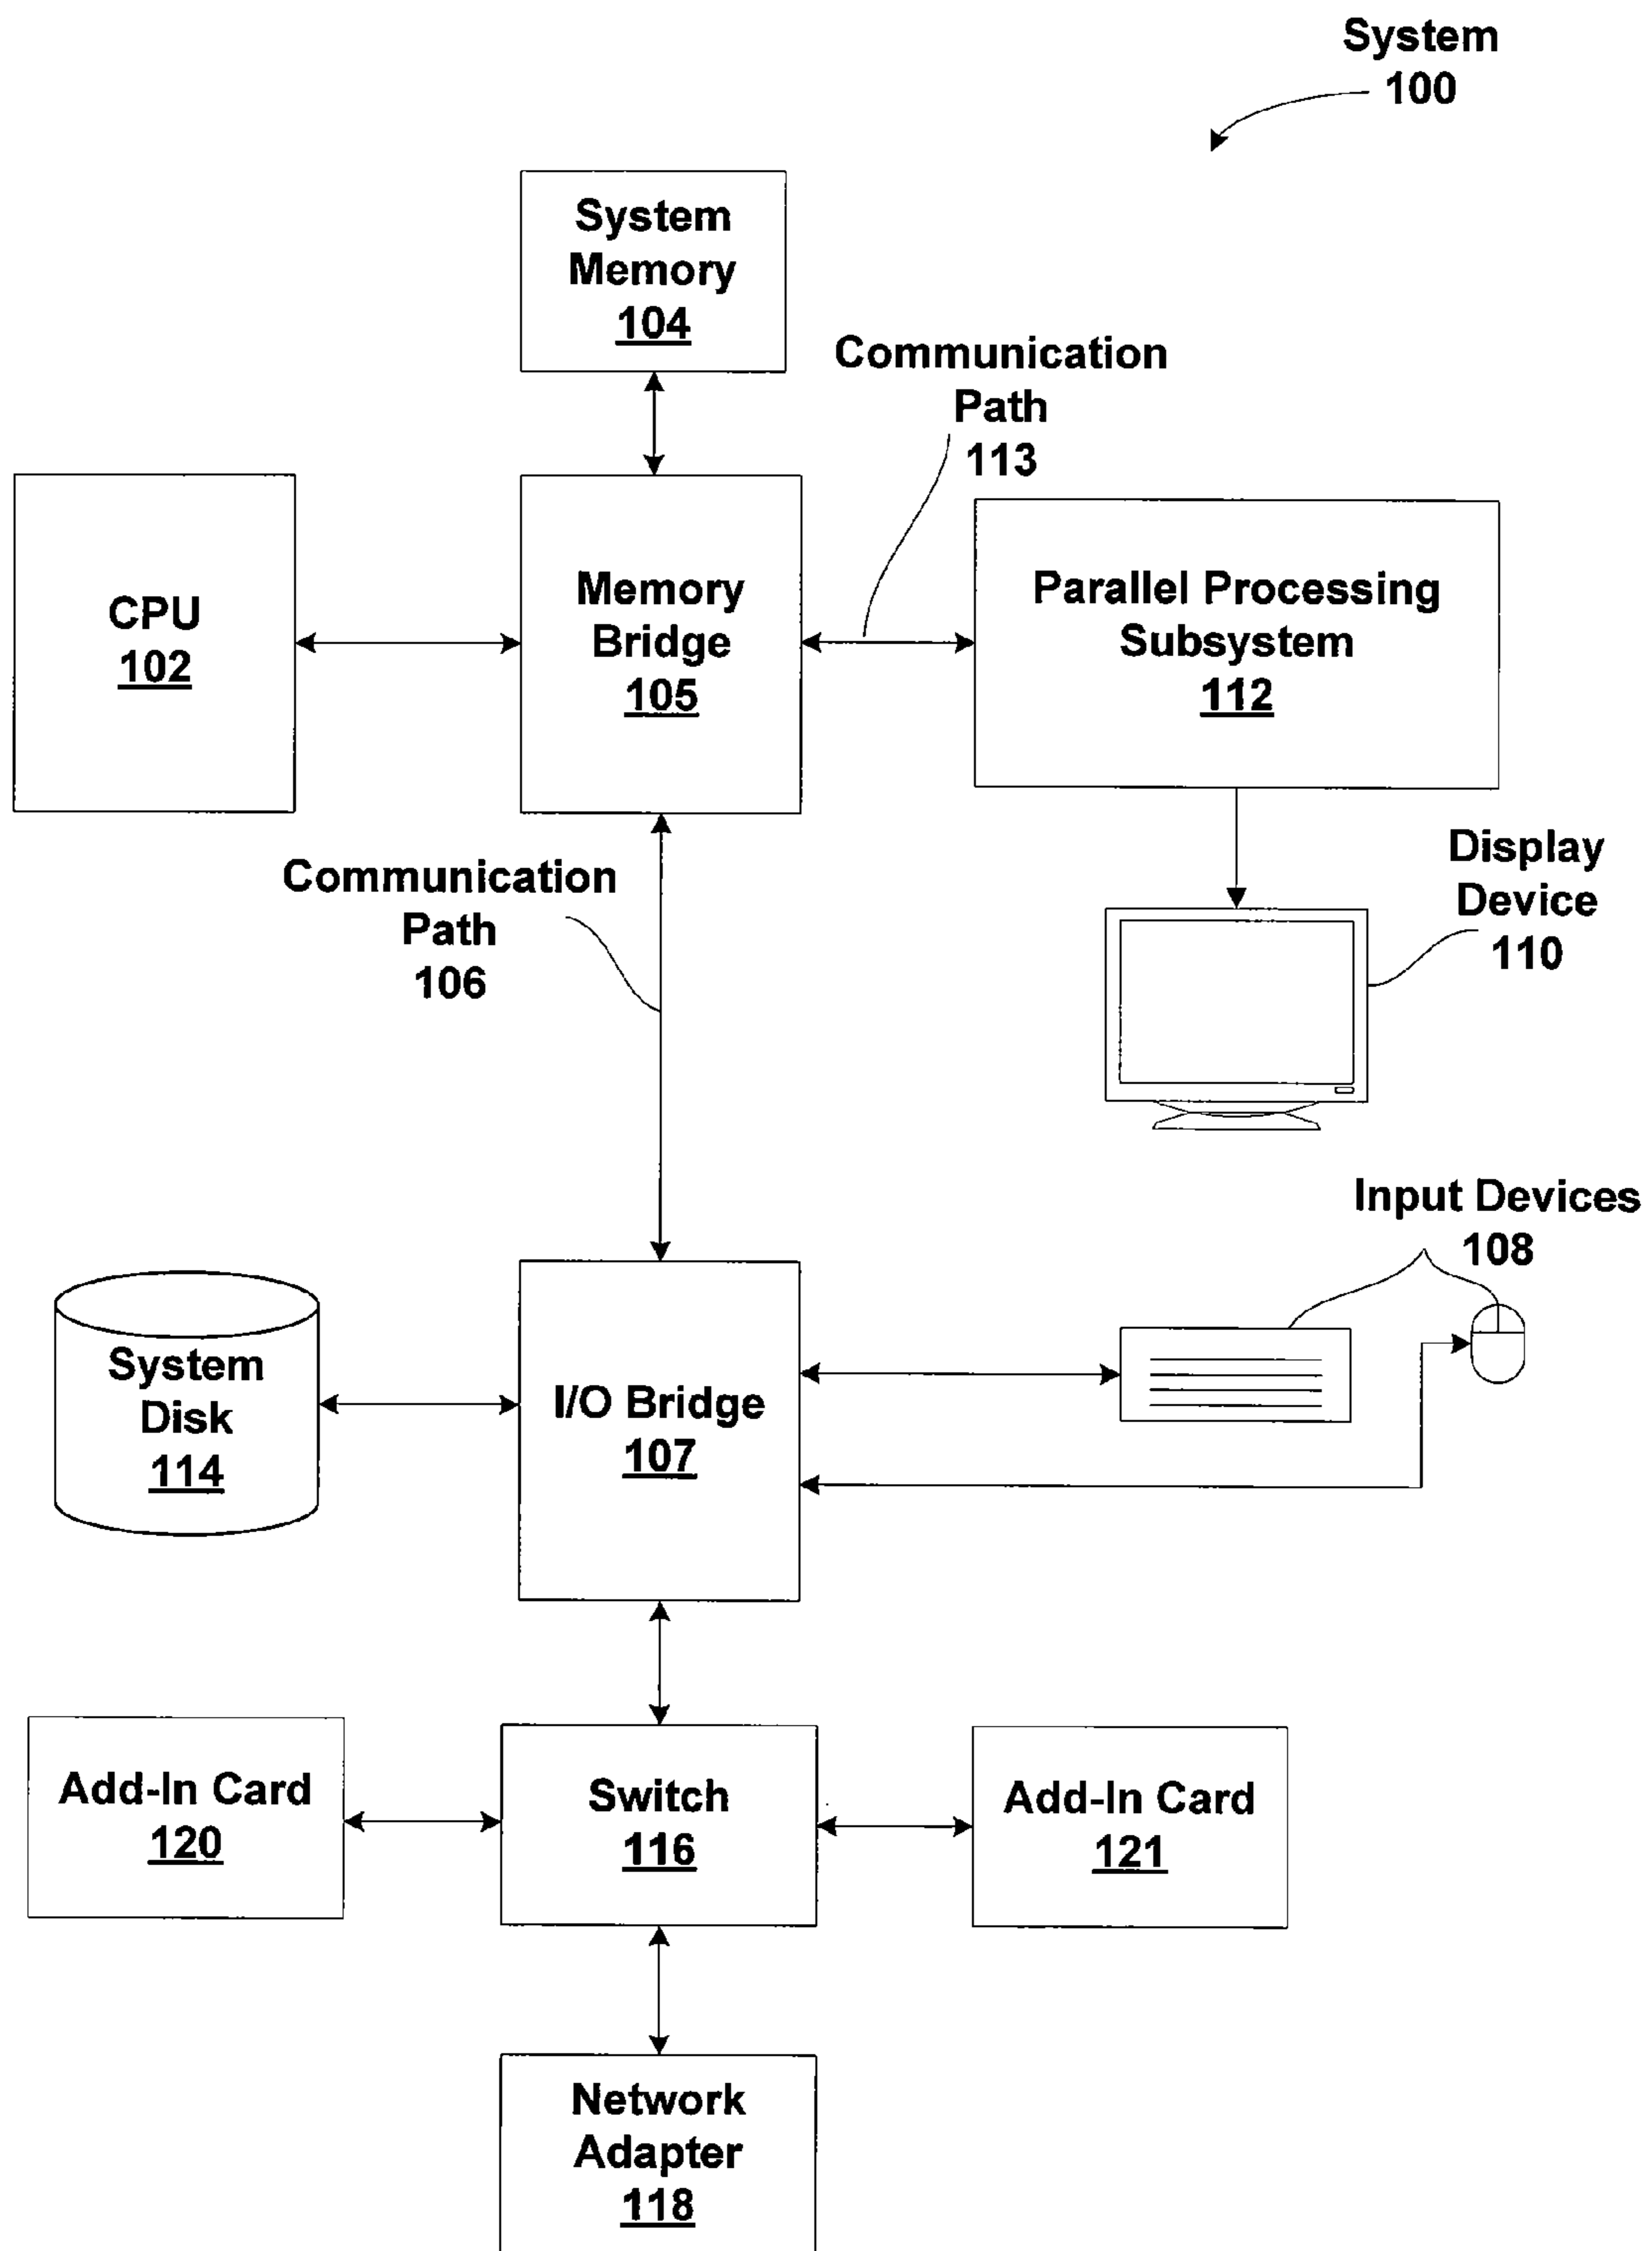 System
100
System
Memory
104
Communication
Path
113
CPU
102
Memory
Bridge
105
Parallel Processing
Subsystem
112
Communication
Path
106
Display
Device
110
Input Devices
108
System
Disk
114
I/O Bridge
107
Add-In Card
120
Switch
116
Add-In Card
121
Network
Adapter
118